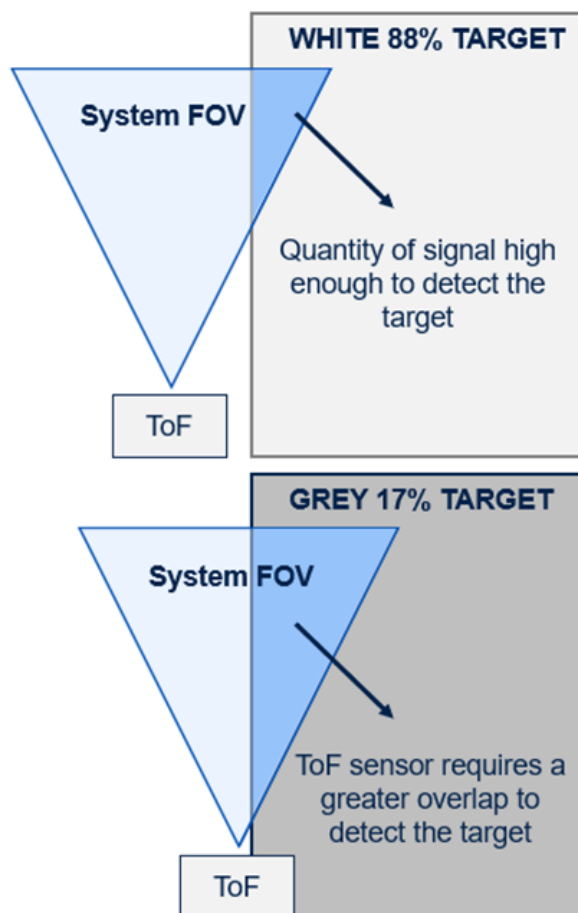 WHITE 88% TARGET
System FOV
Quantity of signal high
enough to detect the
target
ToF
GREY 17% TARGET
System FOV
ToF sensor requires a
greater overlap to
detect the target
ToF